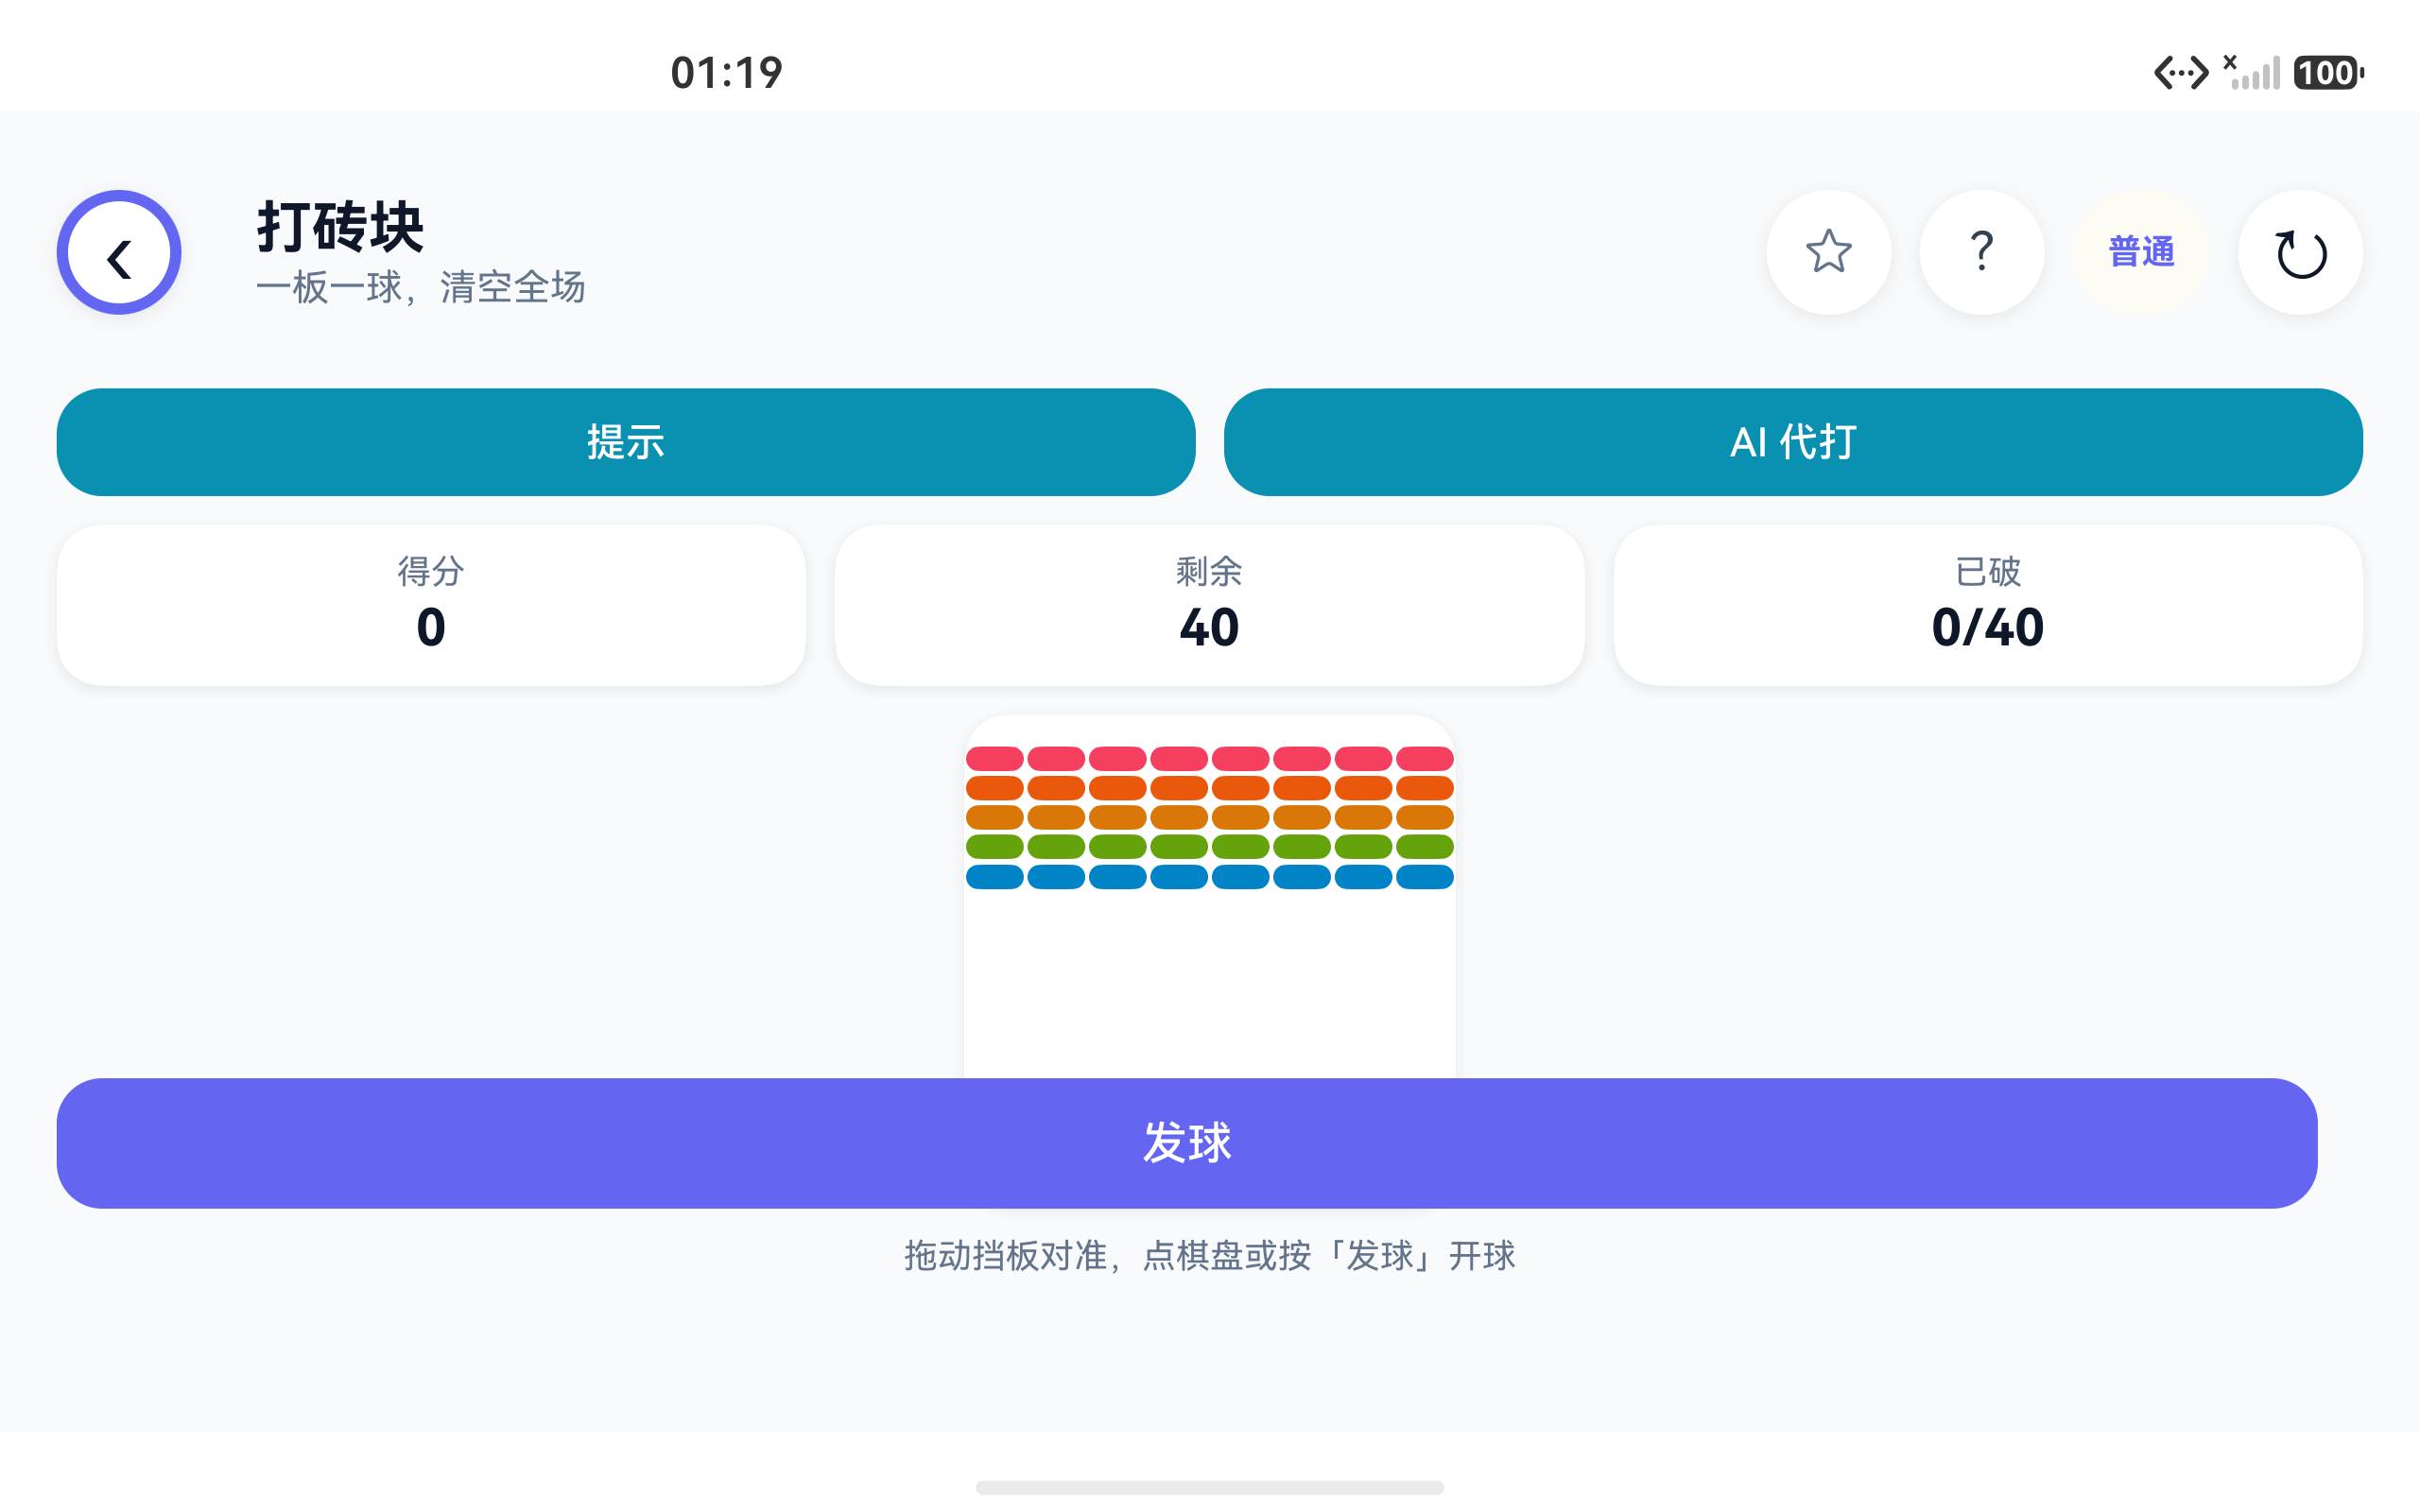 01:19
100
打砖块
一板一球，清空全场
?
普通
提示
AI 代打
得分
0
剩余
40
已破
0/40
发球
拖动挡板对准，点棋盘或按「发球」开球